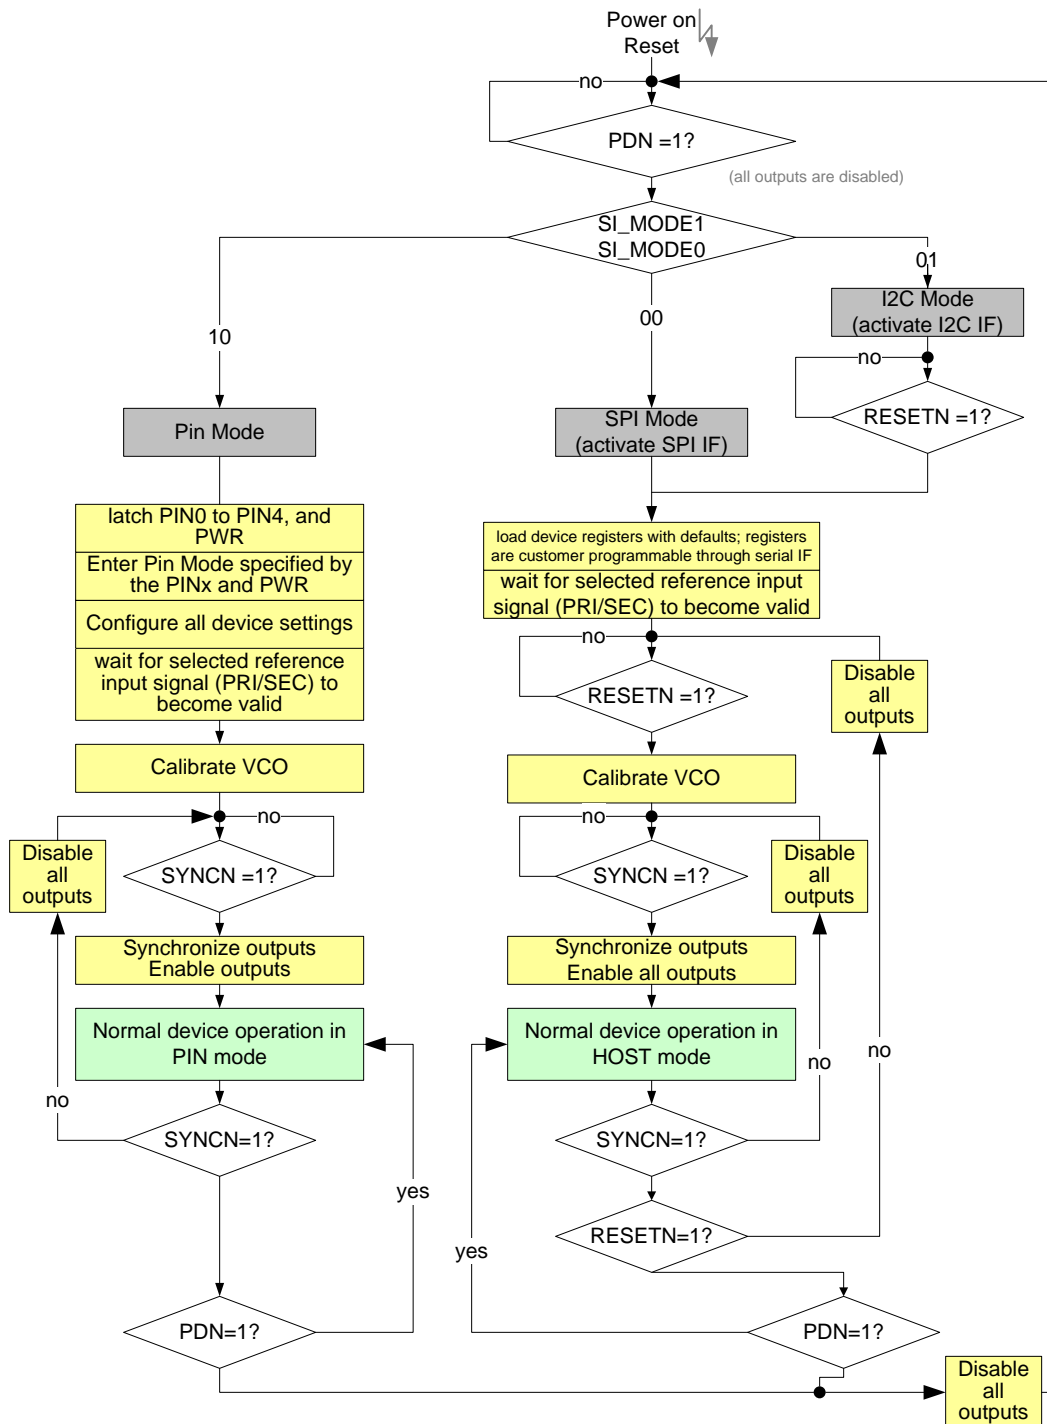 Power on
Reset
no
PDN =1?
(all outputs are disabled)
SI_MODE1
SI_MODE0
01
I2C Mode
(activate I2C IF)
00
10
no
RESETN =1?
Pin Mode
SPI Mode
(activate SPI IF)
latch PIN0 to PIN4, and
PWR
Enter Pin Mode specified by
the PINx and PWR
Configure all device settings
wait for selected reference
input signal (PRI/SEC) to
become valid
load device registers with defaults; registers
are customer programmable through serial IF
wait for selected reference input
signal (PRI/SEC) to become valid
no
RESETN =1?
Disable
all
outputs
Calibrate VCO
Calibrate VCO
no
no
Disable
all
outputs
SYNCN =1?
SYNCN =1?
Disable
all
outputs
Synchronize outputs
Enable outputs
Synchronize outputs
Enable all outputs
Normal device operation in
PIN mode
Normal device operation in
HOST mode
no
no
no
SYNCN=1?
SYNCN=1?
yes
RESETN=1?
yes
PDN=1?
PDN=1?
Disable
all
outputs